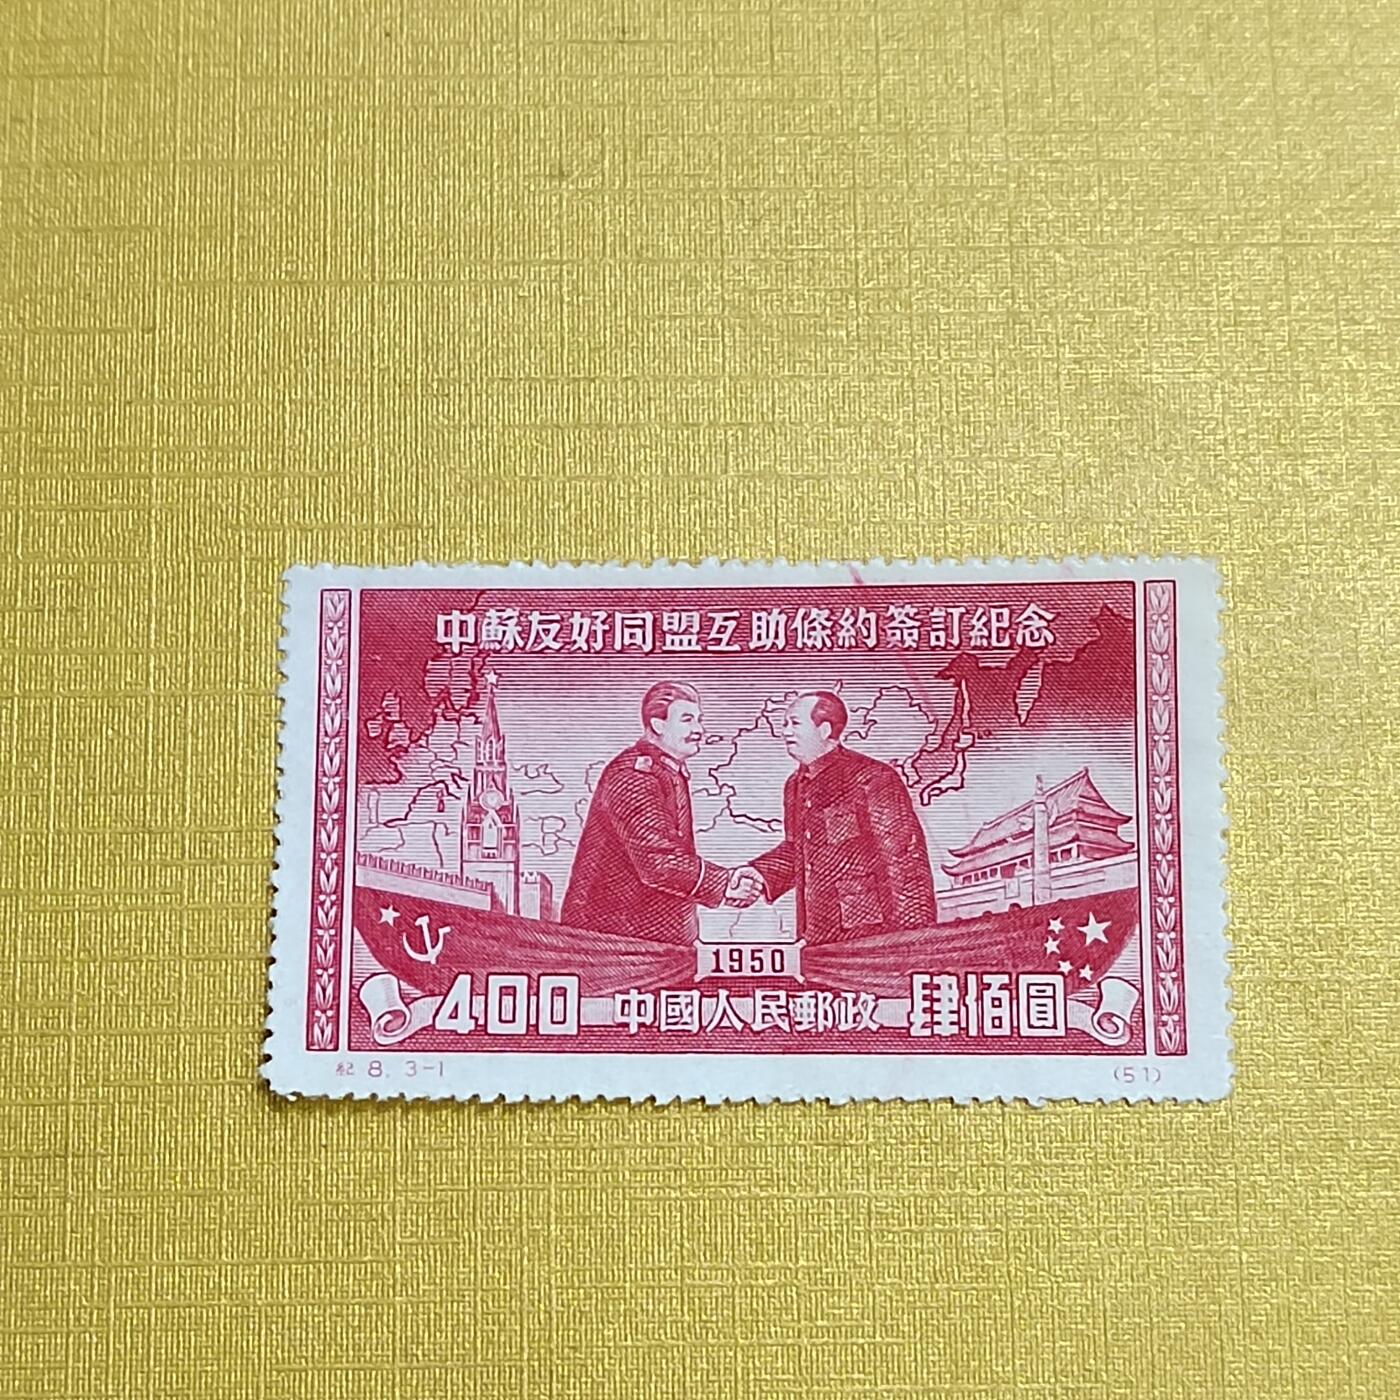 中蘇友好同盟互助條約簽訂紀念
1950
400 中國人民郵政 肆佰圓
紀 8. 3-1 (51)